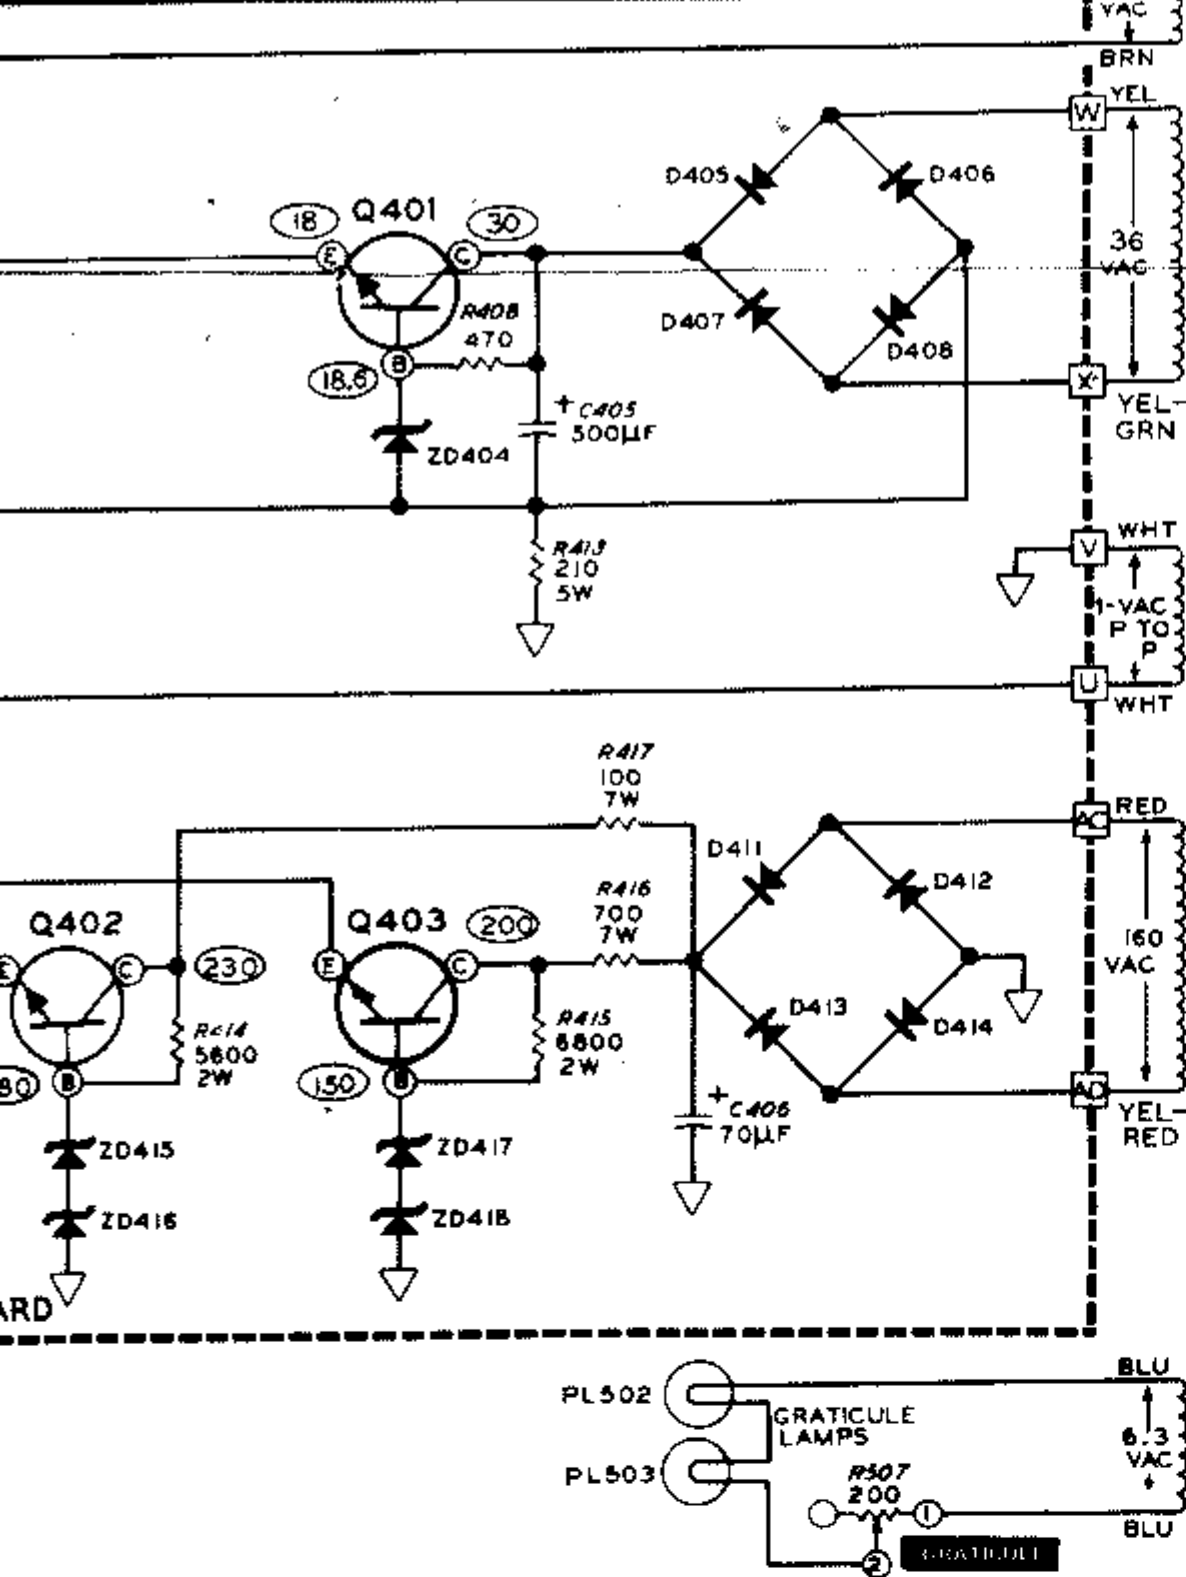 VAC
BRN
YEL
W
D405
D406
Q401
18
30
E
C
36
VAC
R408
470
D407
D408
B
18.6
X
YEL-
GRN
+
C405
500µF
ZD404
WHT
V
R413
210
5W
1-VAC
P TO
P
U
WHT
R417
100
7W
RED
AC
D411
D412
R416
700
7W
Q402
Q403
200
E
C
230
E
C
160
VAC
D413
D414
R414
5600
2W
R415
6800
2W
80
B
150
B
AD
YEL-
RED
+
C406
70µF
ZD415
ZD417
ZD416
ZD418
ARD
BLU
PL502
GRATICULE
LAMPS
6.3
VAC
PL503
R507
200
1
BLU
2
GRATICULE